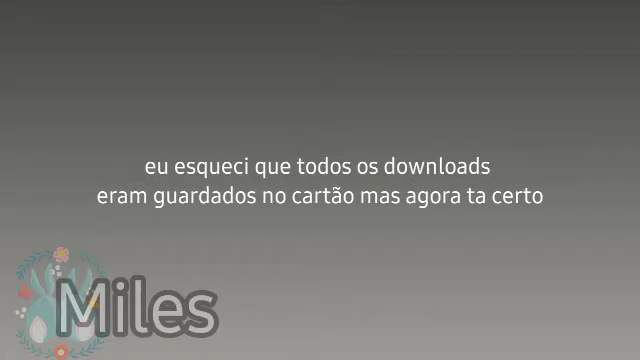 eu esqueci que todos os downloads
eram guardados no cartão mas agora ta certo
Miles